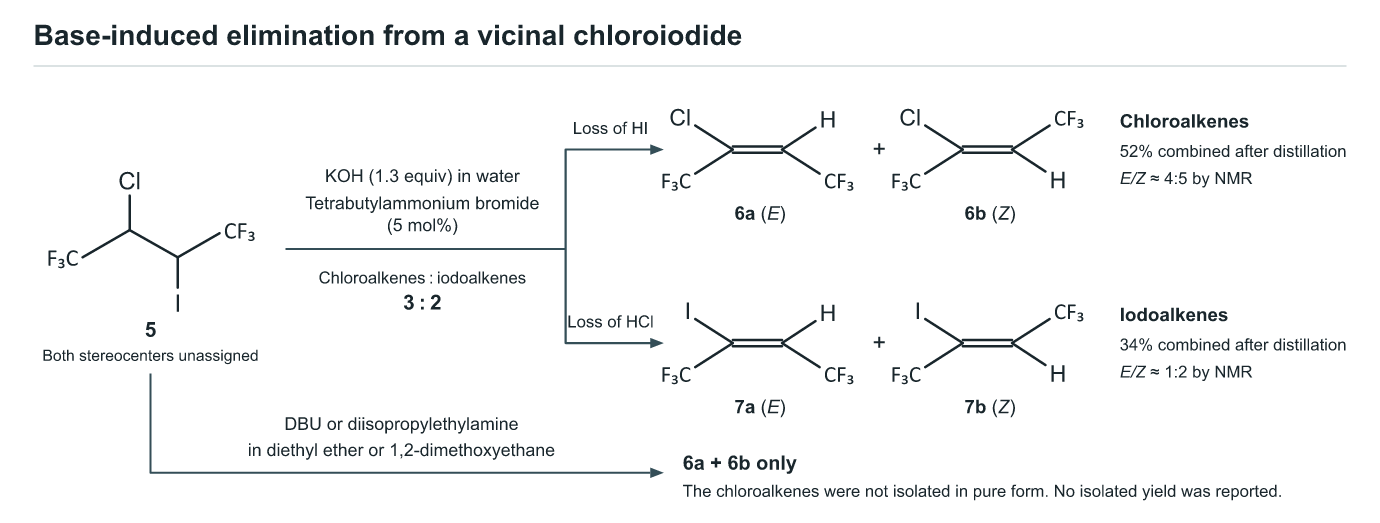 Base-induced elimination from a vicinal chloroiodide
Cl
F₃C
CF₃
I
5
Both stereocenters unassigned
KOH (1.3 equiv) in water
Tetrabutylammonium bromide
(5 mol%)
Chloroalkenes : iodoalkenes
3 : 2
Loss of HI
Cl
H
F₃C
CF₃
6a (E)
+
Cl
CF₃
F₃C
H
6b (Z)
Chloroalkenes
52% combined after distillation
E/Z ≈ 4:5 by NMR
Loss of HCl
I
H
F₃C
CF₃
7a (E)
+
I
CF₃
F₃C
H
7b (Z)
Iodoalkenes
34% combined after distillation
E/Z ≈ 1:2 by NMR
DBU or diisopropylethylamine
in diethyl ether or 1,2-dimethoxyethane
6a + 6b only
The chloroalkenes were not isolated in pure form. No isolated yield was reported.